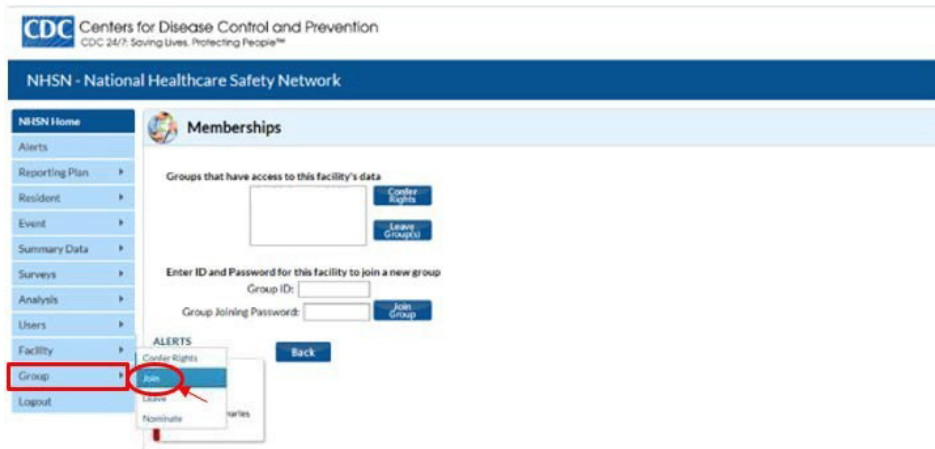 CDC Centers for Disease Control and Prevention
CDC 24/7: Saving Lives, Protecting People™
NHSN - National Healthcare Safety Network
NHSN Home
Alerts
Reporting Plan
Resident
Event
Summary Data
Surveys
Analysis
Users
Facility
Group
Logout
Memberships
Groups that have access to this facility's data
Confer Rights
Leave Group(s)
Enter ID and Password for this facility to join a new group
Group ID:
Group Joining Password:
Join Group
ALERTS
Back
Confer Rights
Join
Leave
Nominate